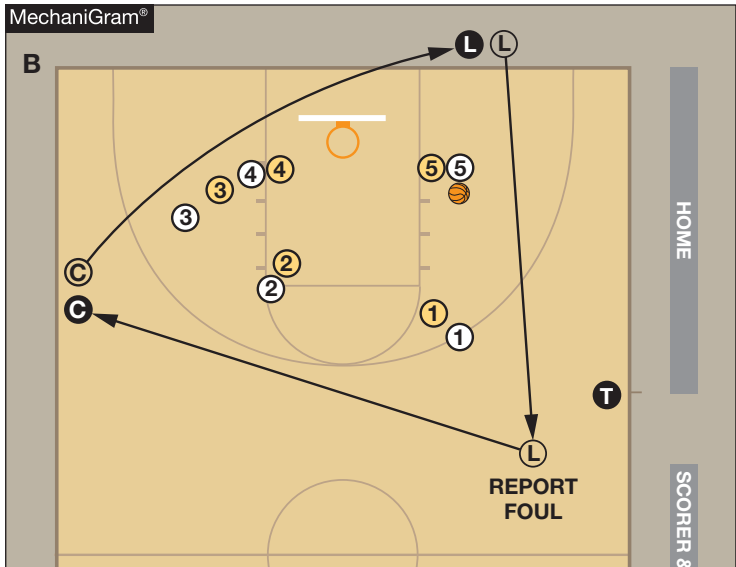 MechaniGram®
B
L L
5 5
4 4
3
3
2
2
C
C
1
1
HOME
T
L
REPORT
FOUL
SCORER &